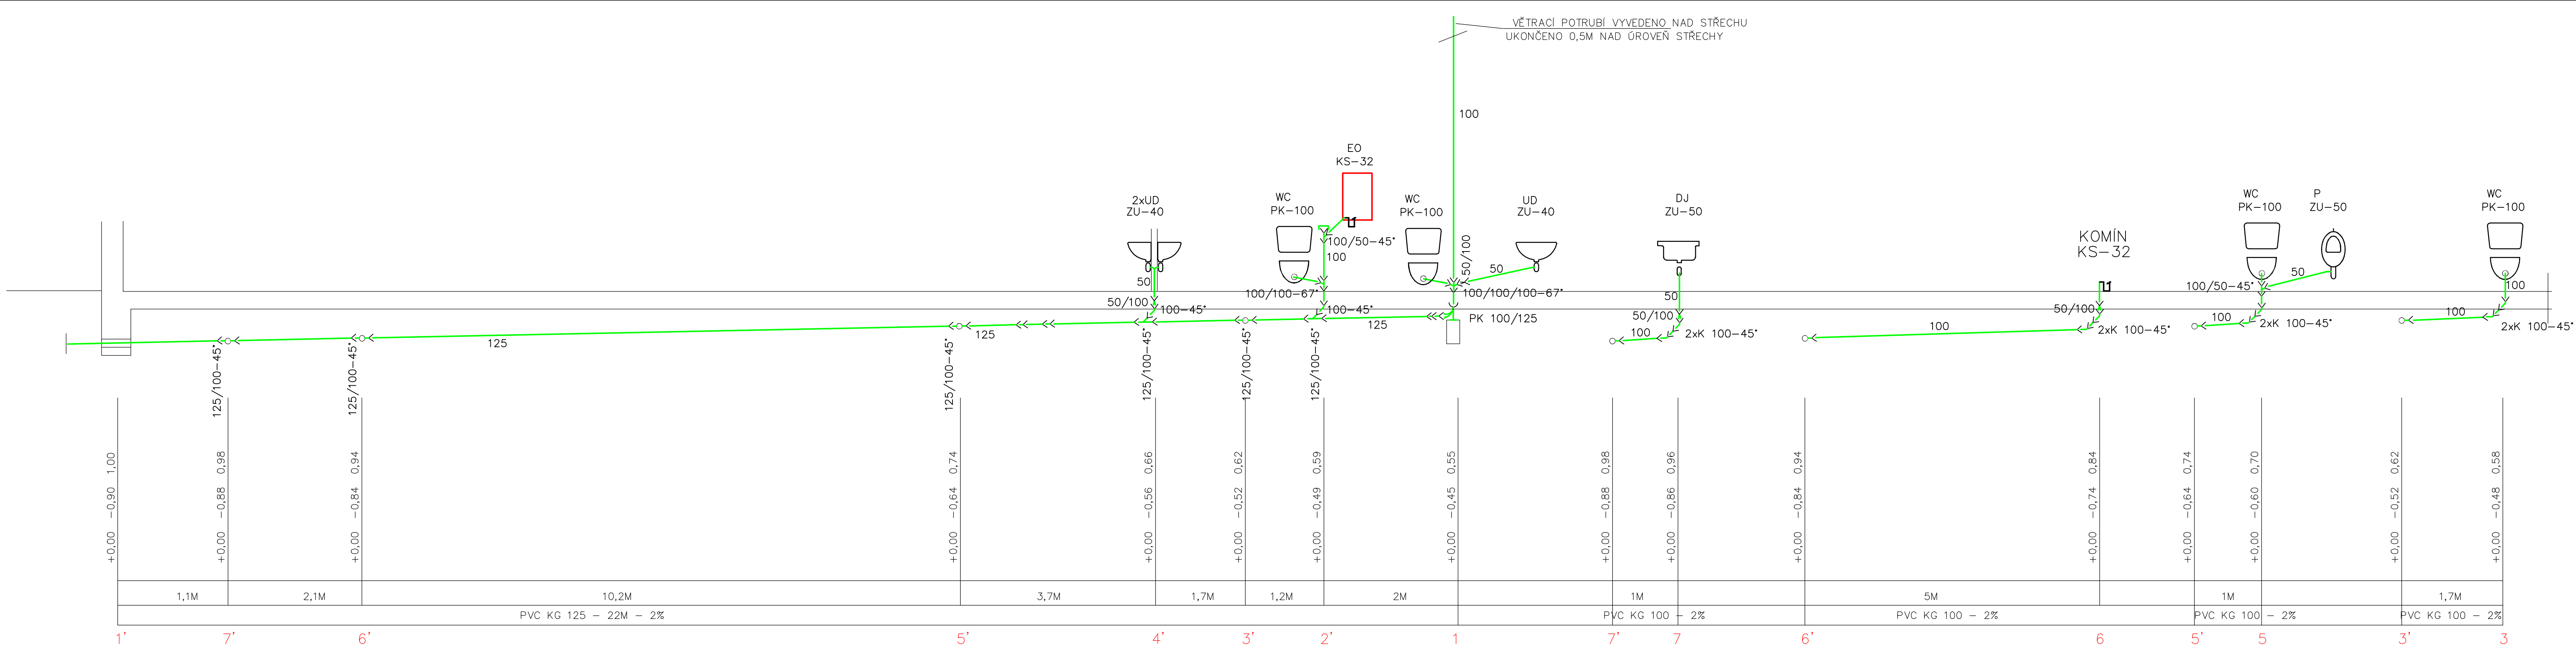 VĚTRACÍ POTRUBÍ VYVEDENO NAD STŘECHU
UKONČENO 0,5M NAD ÚROVEŇ STŘECHY
100
EO
KS-32
2xUD
ZU-40
WC
PK-100
WC
PK-100
UD
ZU-40
DJ
ZU-50
KOMÍN
KS-32
WC
PK-100
P
ZU-50
WC
PK-100
100/50-45°
100
50/100
50
50
50
50
100/100-67°
100/100/100-67°
100/50-45°
100
50/100
100-45°
100-45°
50/100
50/100
PK 100/125
125
125
125
100
2xK 100-45°
100
2xK 100-45°
100
2xK 100-45°
100
2xK 100-45°
125/100-45°
125/100-45°
125/100-45°
125/100-45°
125/100-45°
125/100-45°
+0,00 -0,90 1,00
+0,00 -0,88 0,98
+0,00 -0,84 0,94
+0,00 -0,64 0,74
+0,00 -0,56 0,66
+0,00 -0,52 0,62
+0,00 -0,49 0,59
+0,00 -0,45 0,55
+0,00 -0,88 0,98
+0,00 -0,86 0,96
+0,00 -0,84 0,94
+0,00 -0,74 0,84
+0,00 -0,64 0,74
+0,00 -0,60 0,70
+0,00 -0,52 0,62
+0,00 -0,48 0,58
1,1M 2,1M 10,2M 3,7M 1,7M 1,2M 2M 1M 5M 1M 1,7M
PVC KG 125 - 22M - 2% PVC KG 100 - 2% PVC KG 100 - 2% PVC KG 100 - 2% PVC KG 100 - 2%
1' 7' 6' 5' 4' 3' 2' 1 7' 7 6' 6 5' 5 3' 3